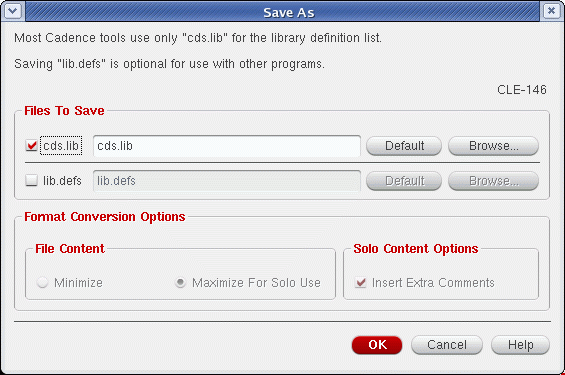 Save As
Most Cadence tools use only "cds.lib" for the library definition list.
Saving "lib.defs" is optional for use with other programs.
CLE-146
Files To Save
cds.lib cds.lib Default Browse...
lib.defs lib.defs Default Browse...
Format Conversion Options
File Content Solo Content Options
Minimize Maximize For Solo Use Insert Extra Comments
OK Cancel Help